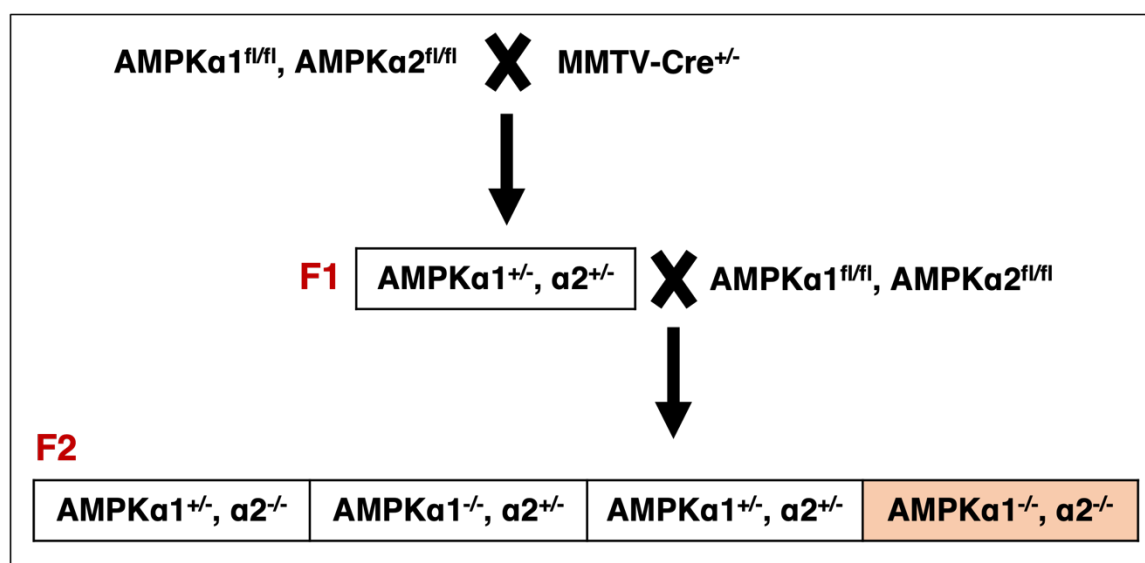 AMPKα1fl/fl, AMPKα2fl/fl X MMTV-Cre+/-
F1 AMPKα1+/-, α2+/- X AMPKα1fl/fl, AMPKα2fl/fl
F2
AMPKα1+/-, α2-/- AMPKα1-/-, α2+/- AMPKα1+/-, α2+/- AMPKα1-/-, α2-/-